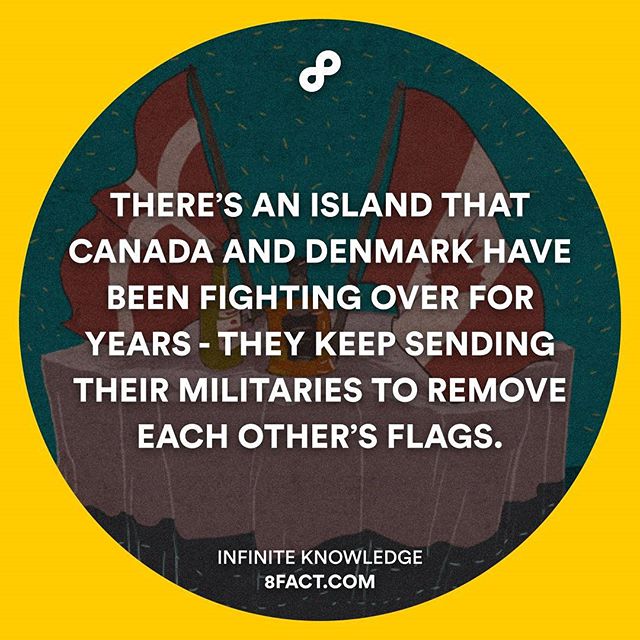 THERE'S AN ISLAND THAT
CANADA AND DENMARK HAVE
BEEN FIGHTING OVER FOR
YEARS - THEY KEEP SENDING
THEIR MILITARIES TO REMOVE
EACH OTHER'S FLAGS.
INFINITE KNOWLEDGE
8FACT.COM